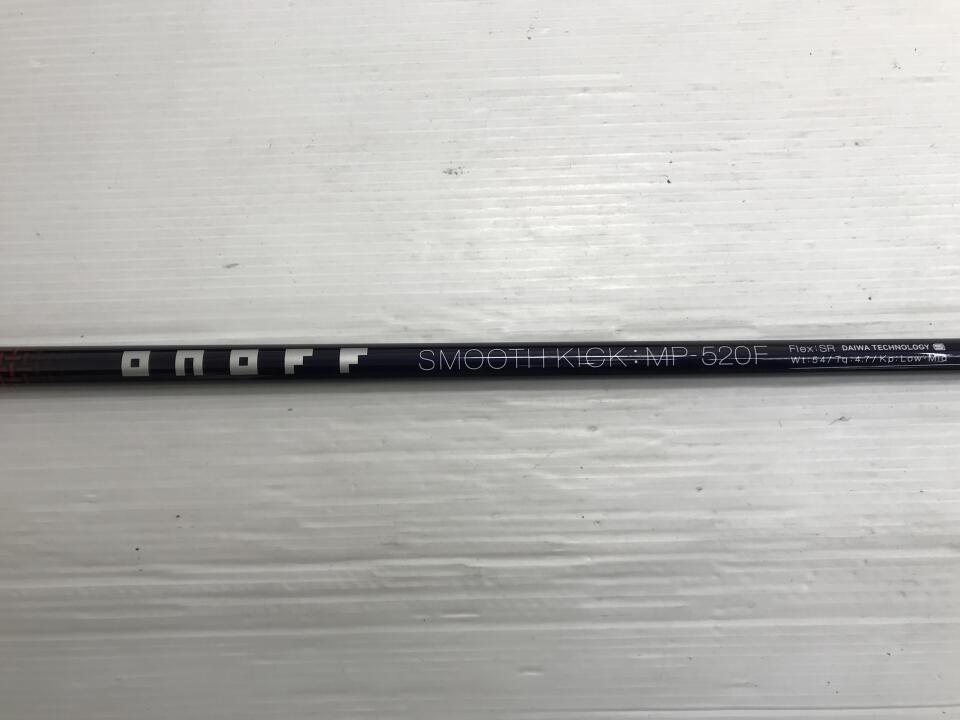 onoff SMOOTH KICK:MP-520F
Flex:SR DAIWA TECHNOLOGY
Wt:54/Tq:4.7/Kp:Low-Mid